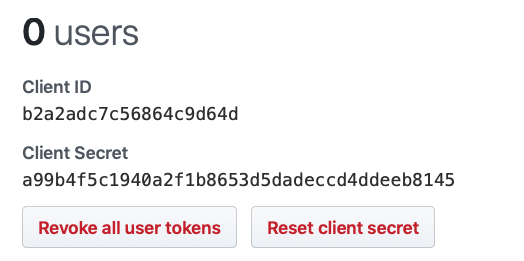 0 users
Client ID
b2a2adc7c56864c9d64d
Client Secret
a99b4f5c1940a2f1b8653d5dadeccd4ddeeb8145
Revoke all user tokens Reset client secret